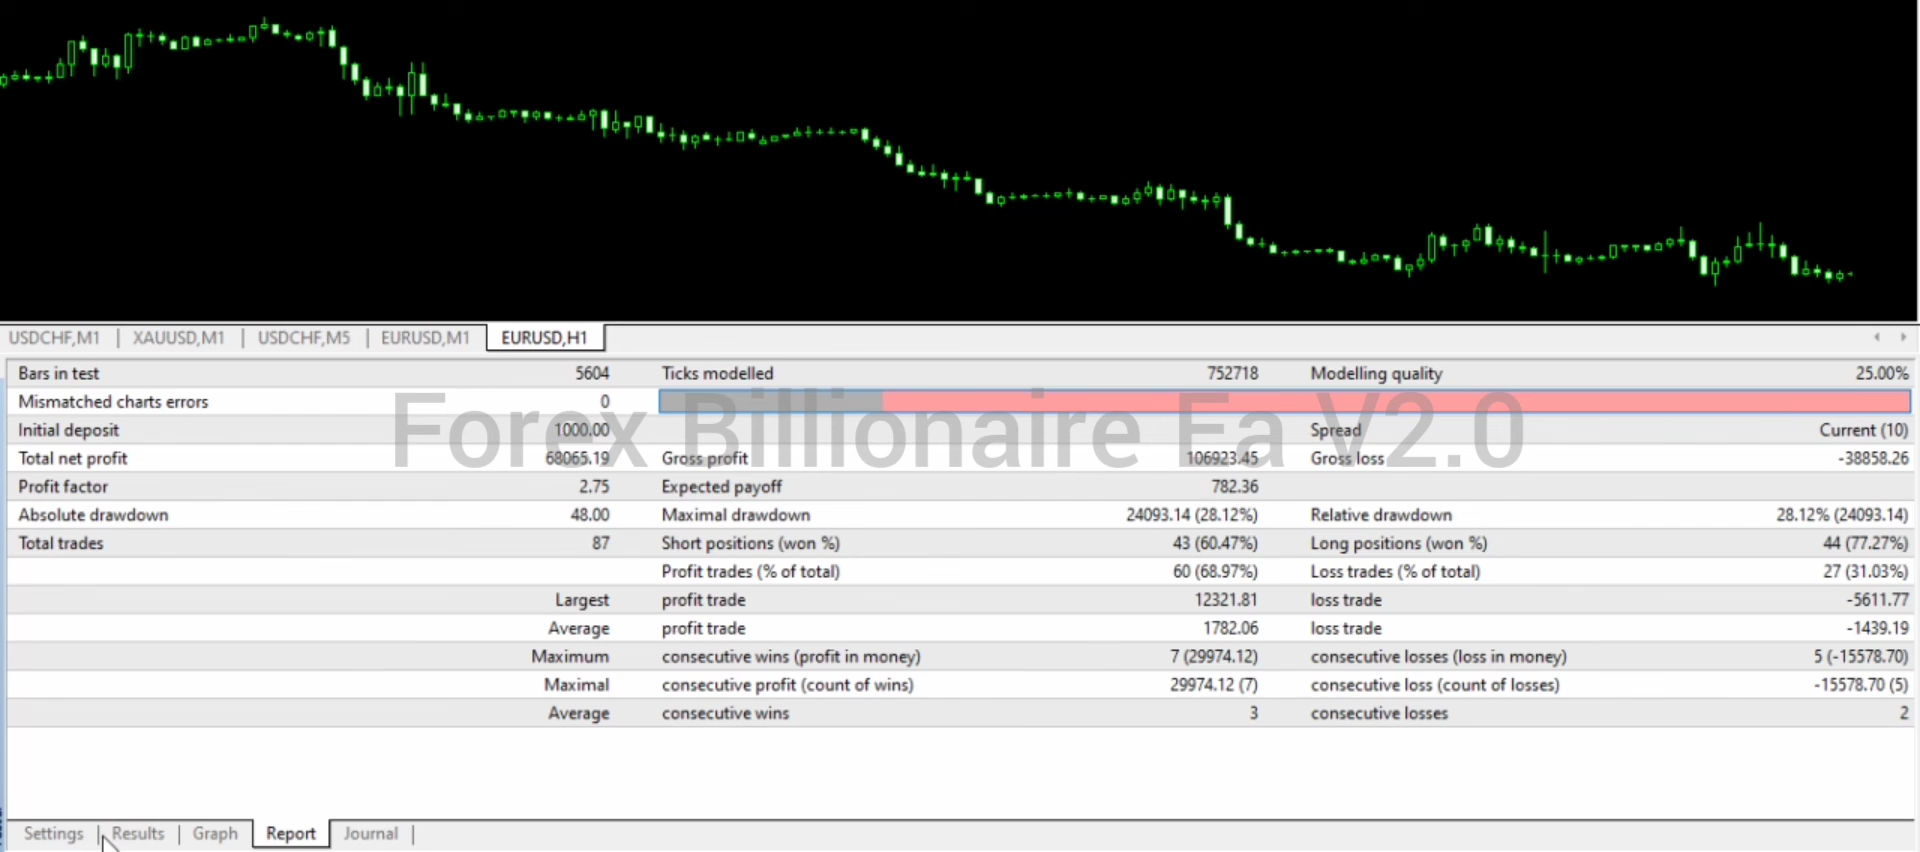 USDCHF,M1 | XAUUSD,M1 | USDCHF,M5 | EURUSD,M1 | EURUSD,H1
Bars in test 5604 Ticks modelled 752718 Modelling quality 25.00%
Mismatched charts errors 0
Forex Billionaire Ea V2.0
Initial deposit 1000.00 Spread Current (10)
Total net profit 68065.19 Gross profit 106923.45 Gross loss -38858.26
Profit factor 2.75 Expected payoff 782.36
Absolute drawdown 48.00 Maximal drawdown 24093.14 (28.12%) Relative drawdown 28.12% (24093.14)
Total trades 87 Short positions (won %) 43 (60.47%) Long positions (won %) 44 (77.27%)
Profit trades (% of total) 60 (68.97%) Loss trades (% of total) 27 (31.03%)
Largest profit trade 12321.81 loss trade -5611.77
Average profit trade 1782.06 loss trade -1439.19
Maximum consecutive wins (profit in money) 7 (29974.12) consecutive losses (loss in money) 5 (-15578.70)
Maximal consecutive profit (count of wins) 29974.12 (7) consecutive loss (count of losses) -15578.70 (5)
Average consecutive wins 3 consecutive losses 2
Settings | Results | Graph | Report | Journal |